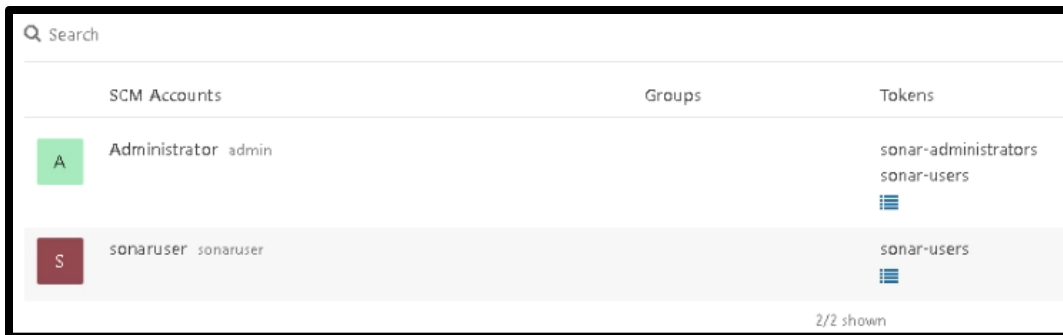 Search
SCM Accounts Groups Tokens
A Administrator admin sonar-administrators
sonar-users
S sonaruser sonaruser sonar-users
2/2 shown